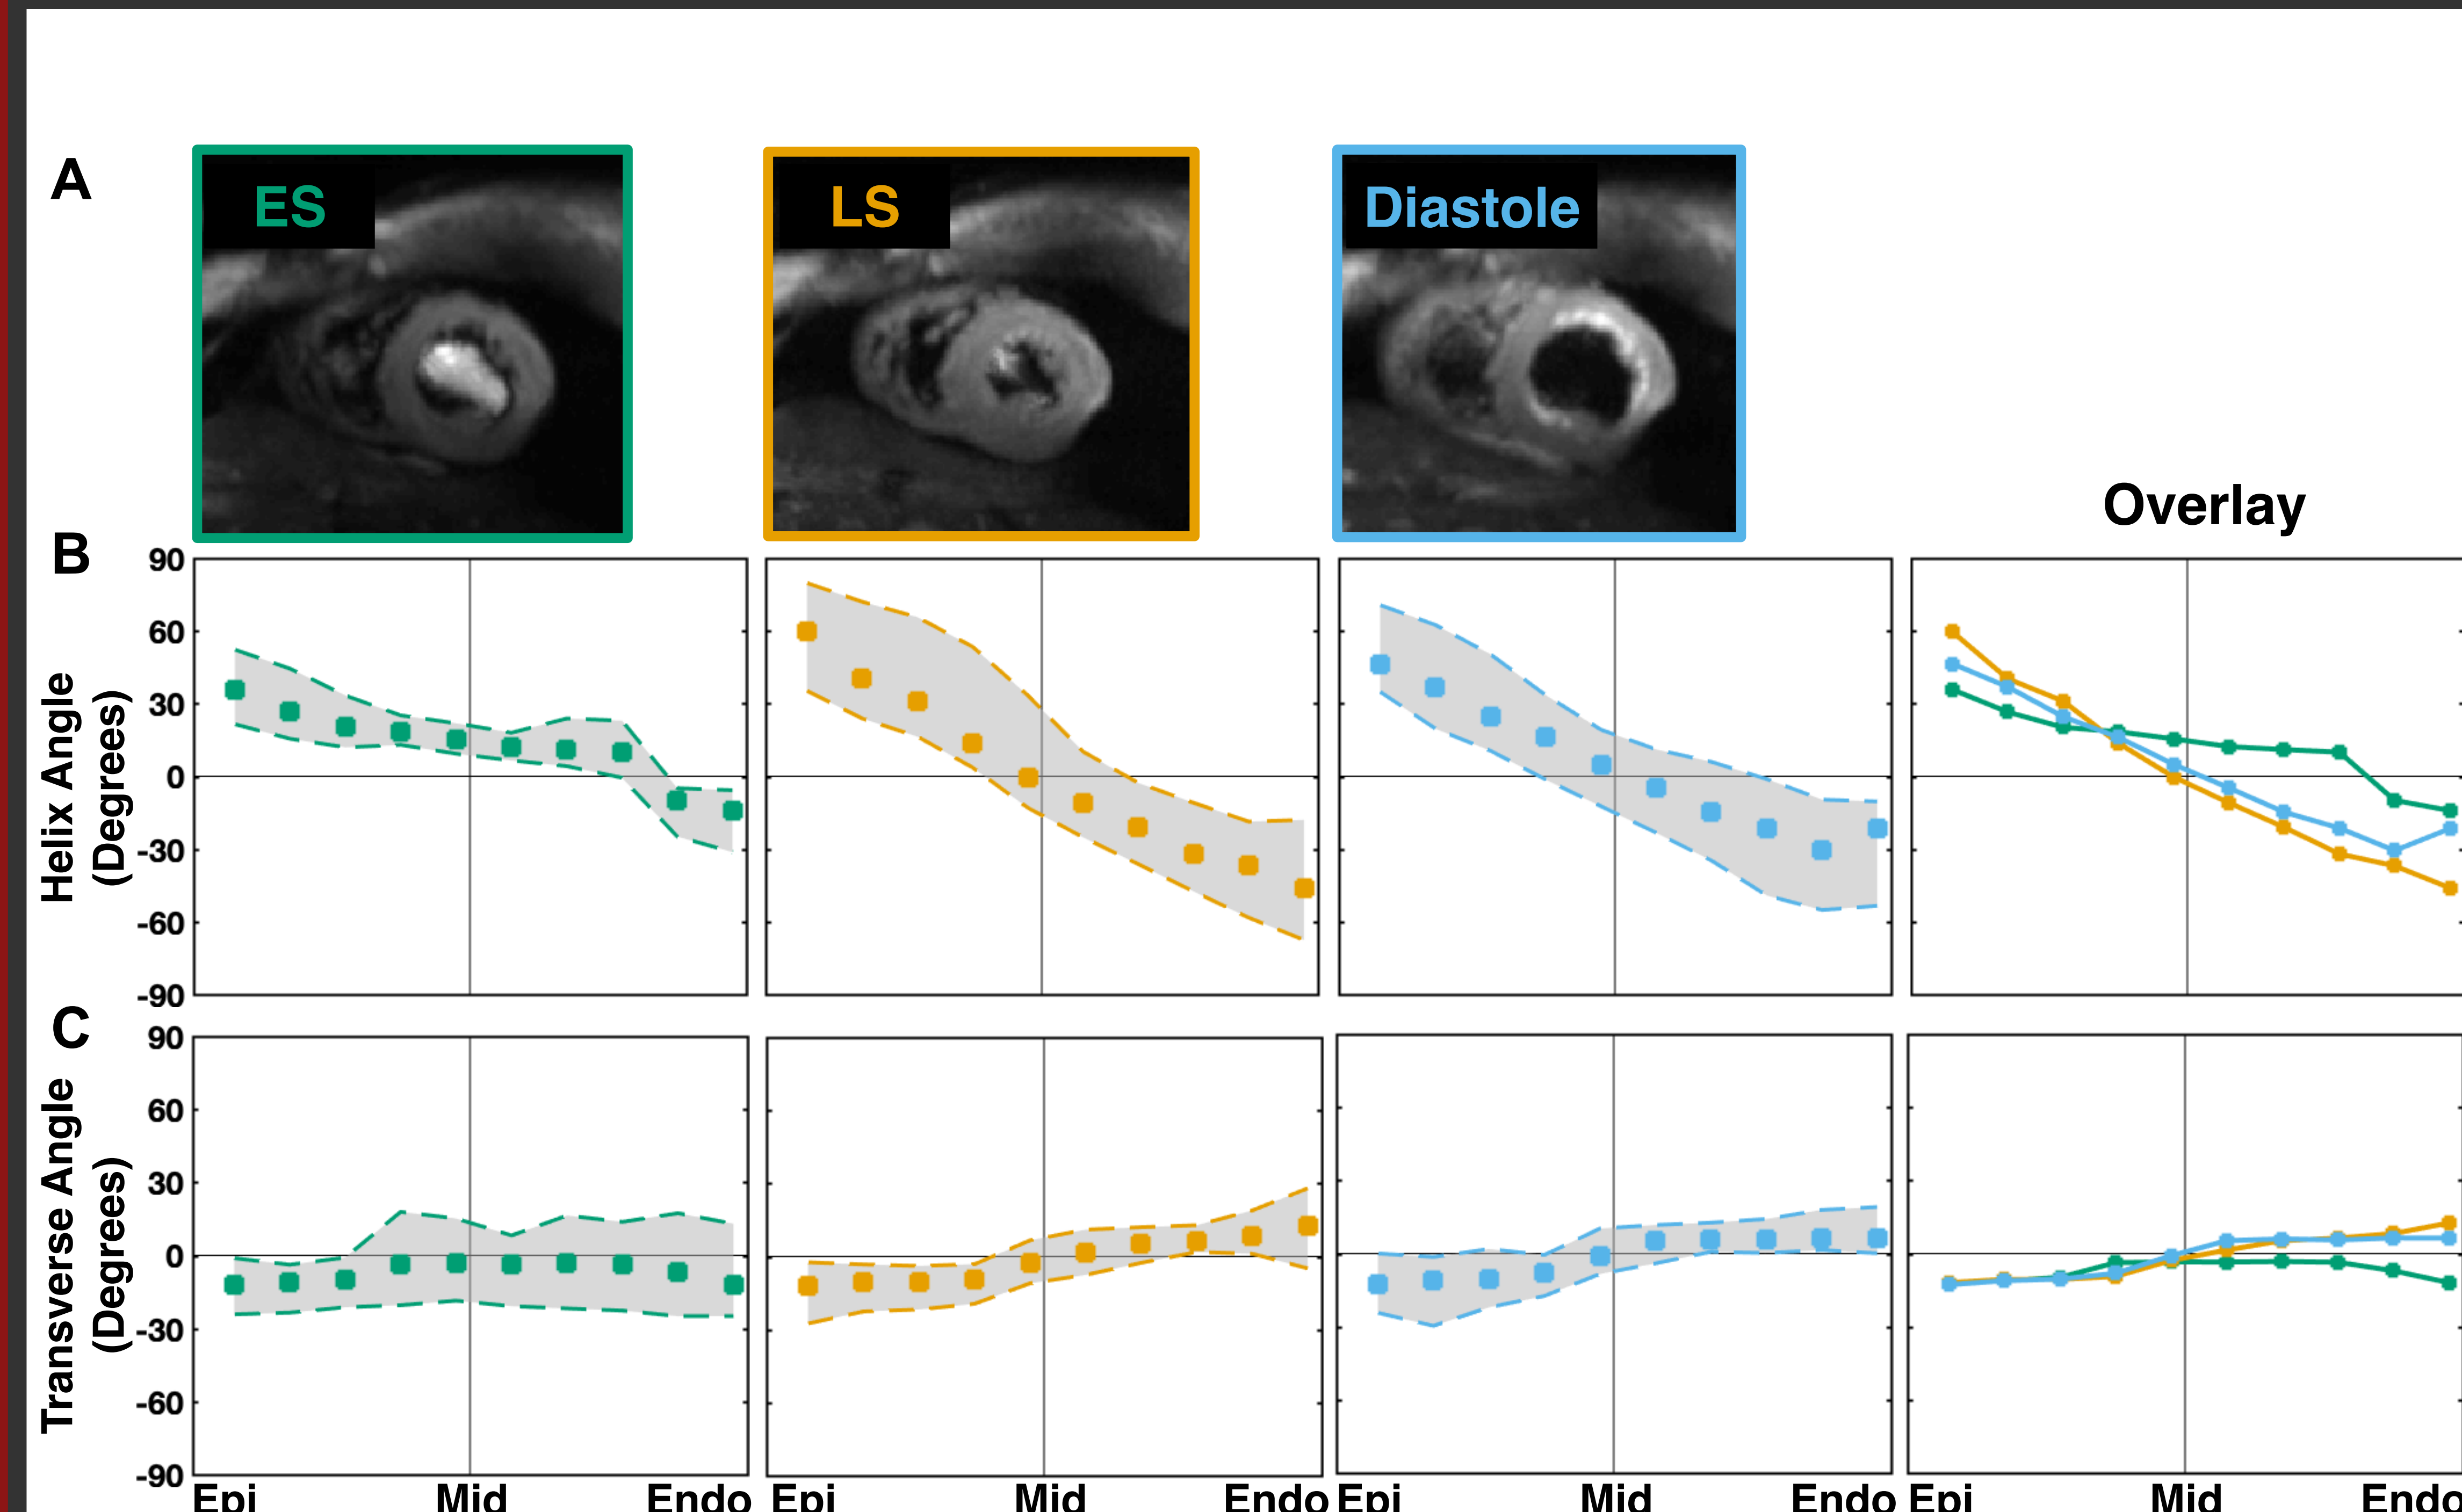 A
ES
LS
Diastole
Overlay
B
Helix Angle
(Degrees)
90
60
30
0
-30
-60
-90
C
Transverse Angle
(Degrees)
90
60
30
0
-30
-60
-90
Epi Mid Endo Epi Mid Endo Epi Mid Endo Epi Mid Endo